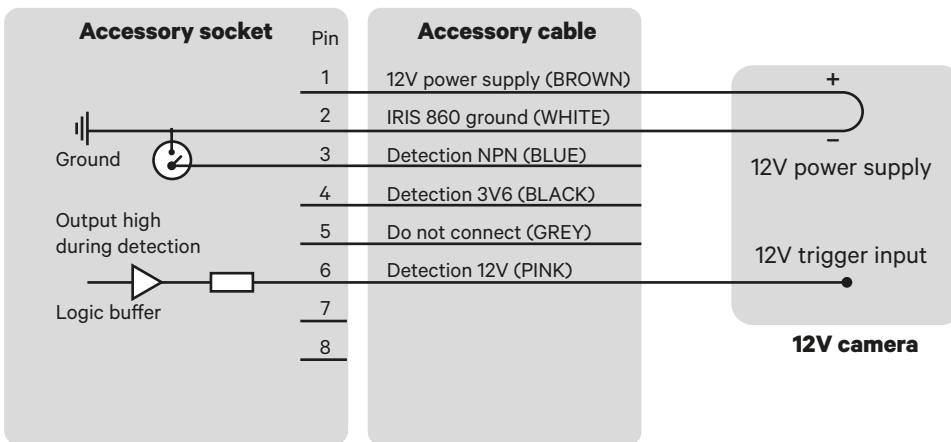 Accessory socket
Pin
Accessory cable
1
12V power supply (BROWN)
+
2
IRIS 860 ground (WHITE)
–
Ground
3
Detection NPN (BLUE)
12V power supply
4
Detection 3V6 (BLACK)
Output high
during detection
5
Do not connect (GREY)
12V trigger input
6
Detection 12V (PINK)
Logic buffer
7
8
12V camera